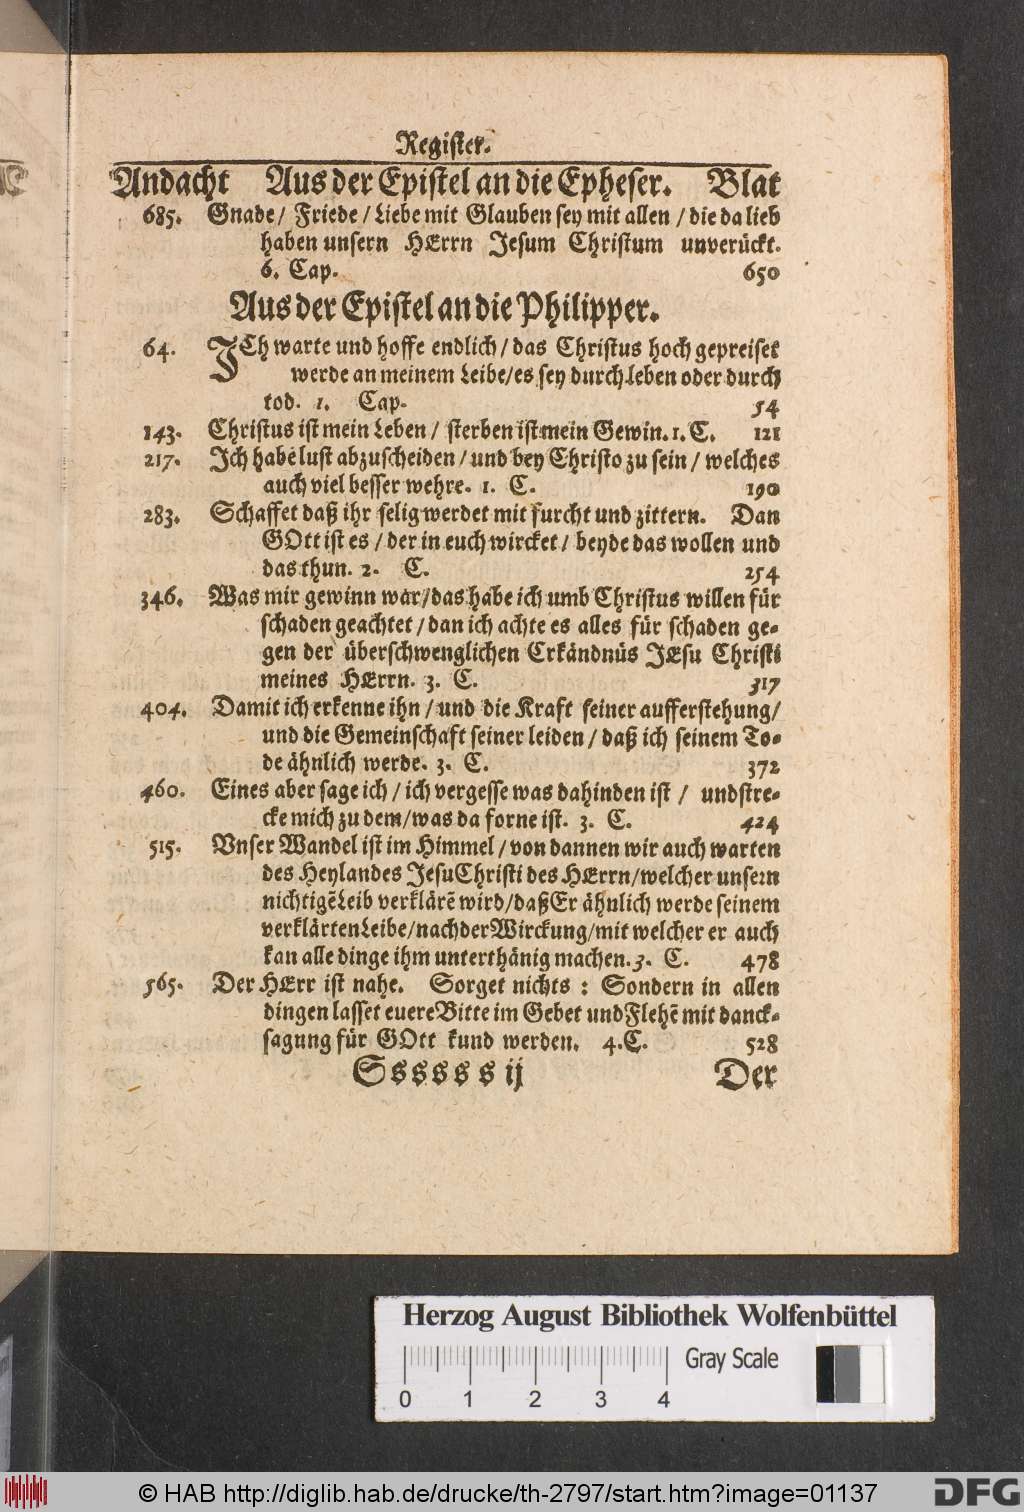 Register.
Andacht Aus der Epistel an die Epheser. Blat
685. Gnade / Friede / Liebe mit Glauben sey mit allen / die da lieb
haben unsern HErrn Jesum Christum unverückt.
6. Cap. 650
Aus der Epistel an die Philipper.
64. JCh warte und hoffe endlich / das Christus hoch gepreiset
werde an meinem Leibe/es sey durch leben oder durch
tod. 1. Cap. 54
143. Christus ist mein Leben / sterben ist mein Gewin. 1. C. 121
217. Ich habe lust abzuscheiden / und bey Christo zu sein / welches
auch viel besser wehre. 1. C. 190
283. Schaffet daß ihr selig werdet mit furcht und zittern. Dan
GOtt ist es / der in euch wircket / beyde das wollen und
das thun. 2. C. 254
346. Was mir gewinn war/das habe ich umb Christus willen für
schaden geachtet / dan ich achte es alles für schaden ge-
gen der überschwenglichen Erkändnüs JEsu Christi
meines HErrn. 3. C. 317
404. Damit ich erkenne ihn / und die Kraft seiner aufferstehung/
und die Gemeinschaft seiner leiden / daß ich seinem To-
de ähnlich werde. 3. C. 372
460. Eines aber sage ich / ich vergesse was dahinden ist / und stre-
cke mich zu dem/was da forne ist. 3. C. 424
515. Vnser Wandel ist im Himmel / von dannen wir auch warten
des Heylandes Jesu Christi des HErrn/welcher unsern
nichtigẽ Leib verklärẽ wird/daß Er ähnlich werde seinem
verklärten Leibe/nach der Wirckung/mit welcher er auch
kan alle dinge ihm unterthänig machen. 3. C. 478
565. Der HErr ist nahe. Sorget nichts : Sondern in allen
dingen lasset euere Bitte im Gebet und Flehẽ mit danck-
sagung für GOtt kund werden. 4. C. 528
Ssssss ij Der
Herzog August Bibliothek Wolfenbüttel
Gray Scale
0 1 2 3 4
© HAB http://diglib.hab.de/drucke/th-2797/start.htm?image=01137
DFG